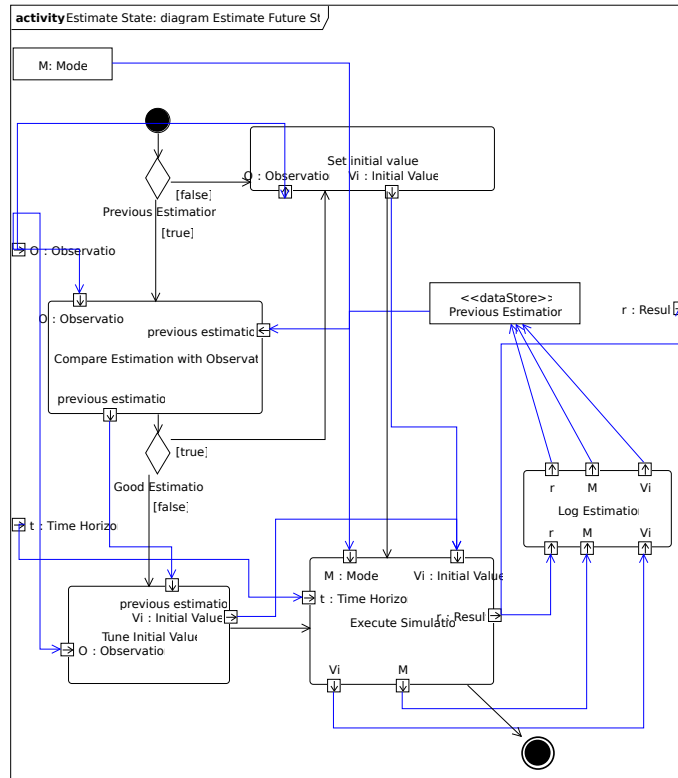 activity Estimate State: diagram Estimate Future St
M: Mode
Set initial value
O : Observatio Vi : Initial Value
[false]
Previous Estimation
[true]
O : Observatio
<<dataStore>>
Previous Estimation
r : Resul
O : Observatio
previous estimatio
Compare Estimation with Observat
previous estimatio
[true]
Good Estimatio
[false]
r M Vi
Log Estimatio
r M Vi
t : Time Horizo
M : Mode Vi : Initial Value
t : Time Horizo
previous estimatio
Vi : Initial Value
r : Resul
Execute Simulatio
Tune Initial Value
O : Observatio
Vi M